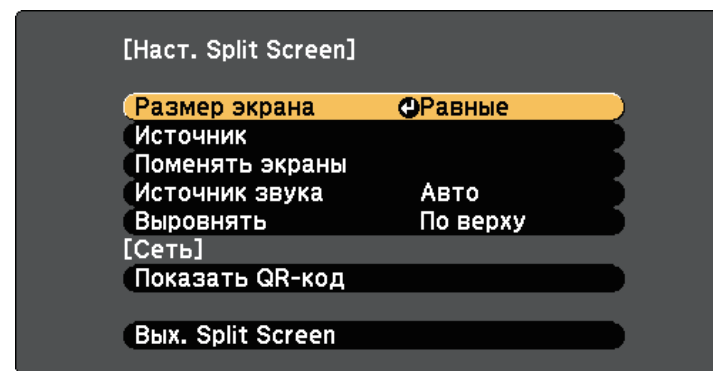 [Наст. Split Screen]
Размер экрана Равные
Источник
Поменять экраны
Источник звука Авто
Выровнять По верху
[Сеть]
Показать QR-код
Вых. Split Screen